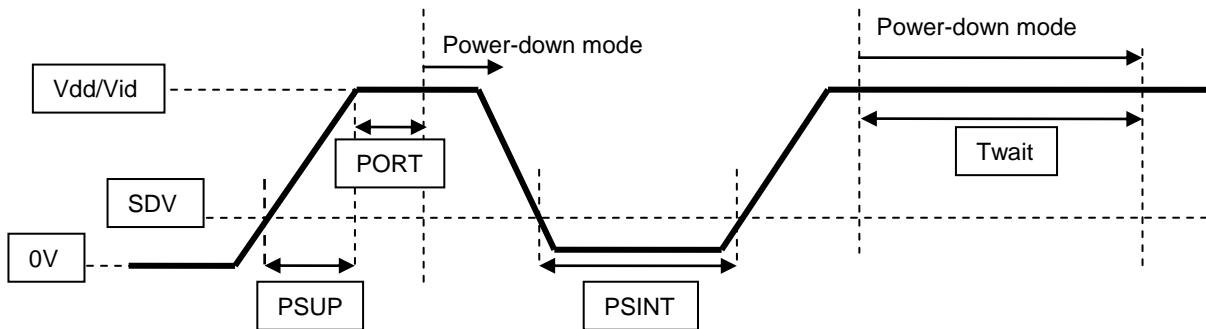 Power-down mode
Power-down mode
Vdd/Vid
PORT
Twait
SDV
0V
PSUP
PSINT